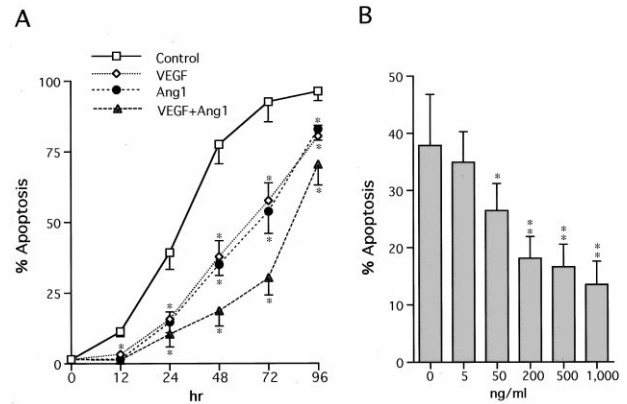 A
Control
VEGF
Ang1
VEGF+Ang1
100
75
50
25
0
% Apoptosis
0 12 24 48 72 96
hr
* * * * * * * * * *
B
50
40
30
20
10
0
% Apoptosis
* ** ** **
0 5 50 200 500 1,000
ng/ml